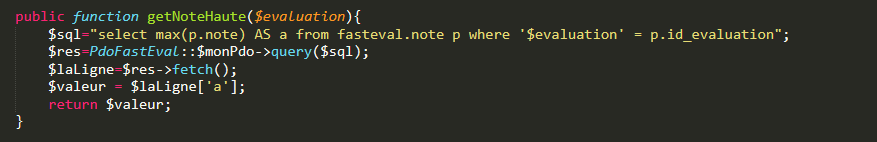 public function getNoteHaute($evaluation){
    $sql="select max(p.note) AS a from fasteval.note p where '$evaluation' = p.id_evaluation";
    $res=PdoFastEval::$monPdo->query($sql);
    $laLigne=$res->fetch();
    $valeur = $laLigne['a'];
    return $valeur;
}